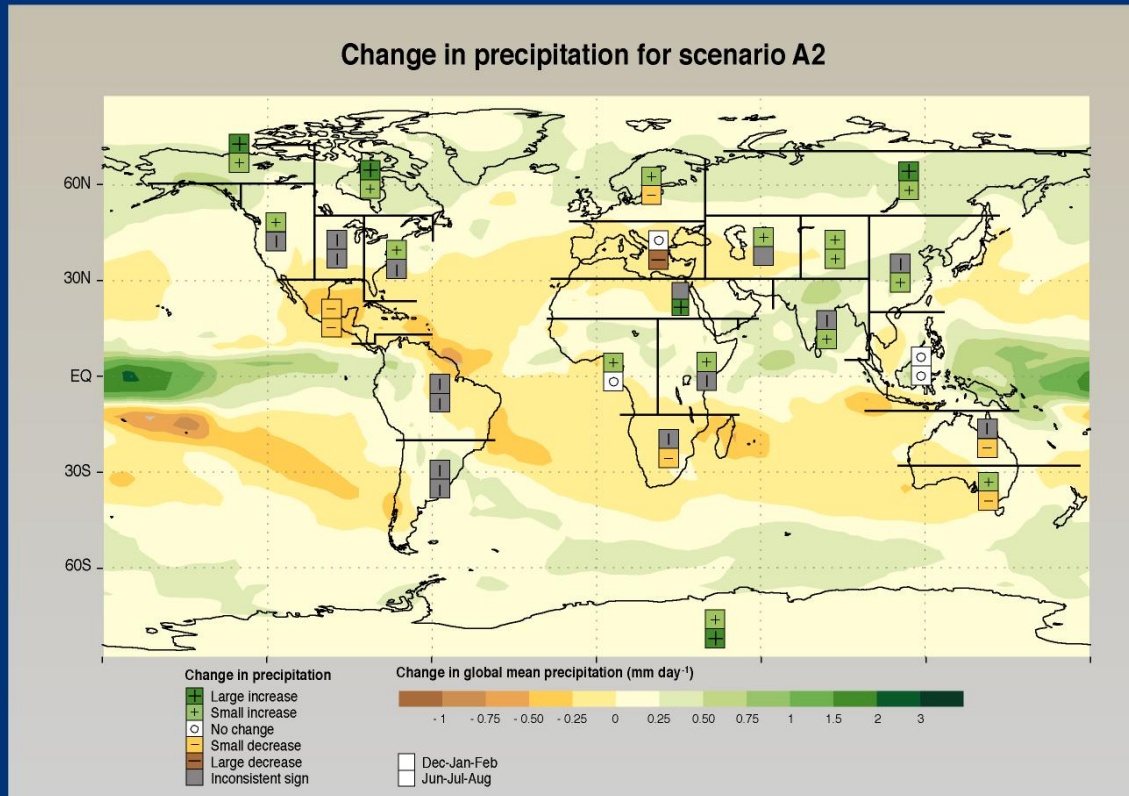 Change in precipitation for scenario A2
60N
30N
EQ
30S
60S
Change in precipitation
Large increase
Small increase
No change
Small decrease
Large decrease
Inconsistent sign
Change in global mean precipitation (mm day⁻¹)
- 1 - 0.75 - 0.50 - 0.25 0 0.25 0.50 0.75 1 1.5 2 3
Dec-Jan-Feb
Jun-Jul-Aug